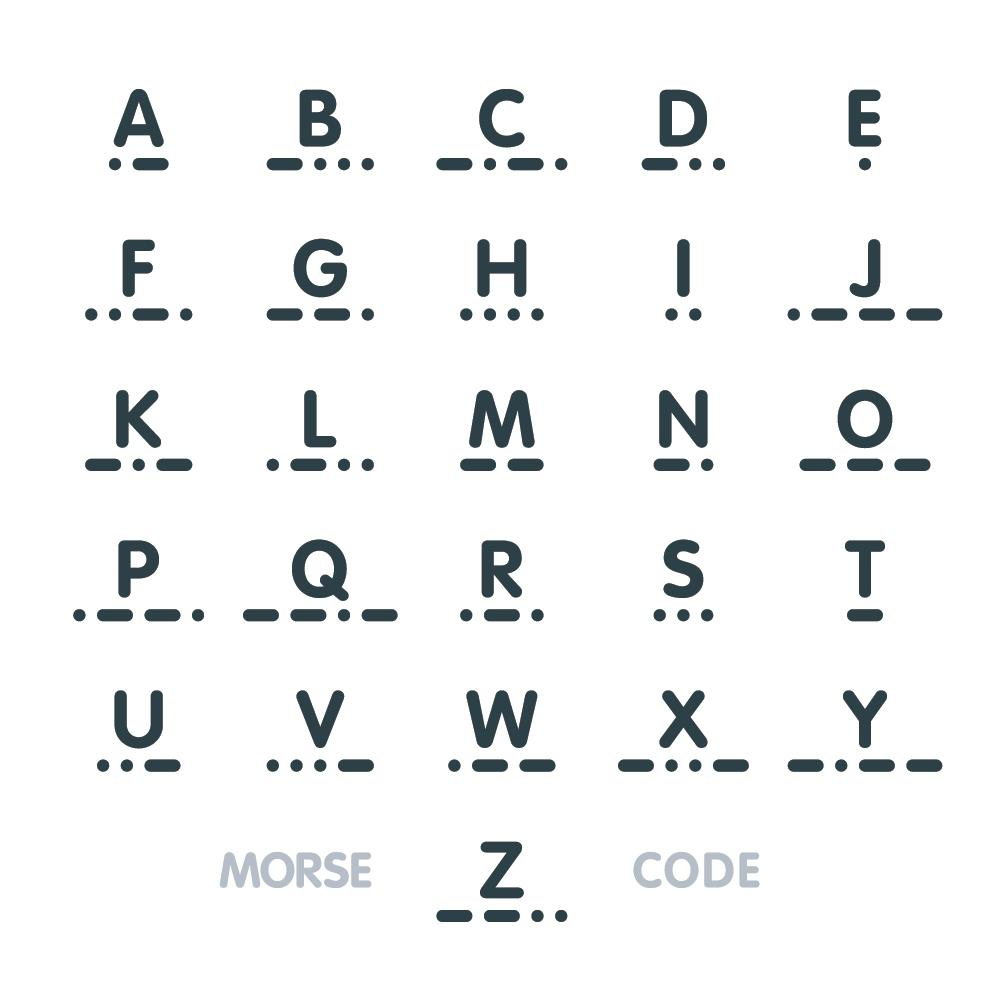 A B C D E
•− −••• −•−• −•• •
F G H I J
••−• −−• •••• •• •−−−
K L M N O
−•− •−•• −− −• −−−
P Q R S T
•−−• −−•− •−• ••• −
U V W X Y
••− •••− •−− −••− −•−−
MORSE Z CODE
−−••